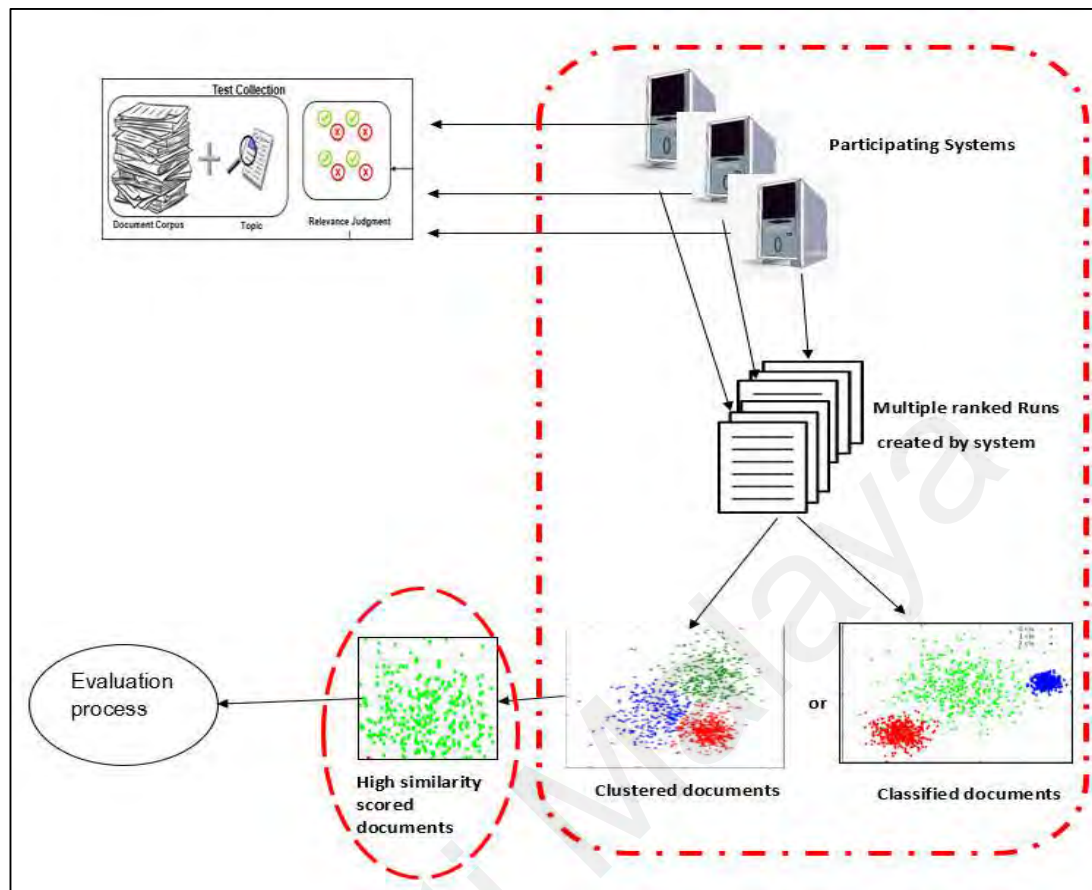 Test Collection
Document Corpus
Topic
Relevance Judgment
Participating Systems
Multiple ranked Runs
created by system
Evaluation
process
High similarity
scored
documents
Clustered documents
or
Classified documents
Malaya